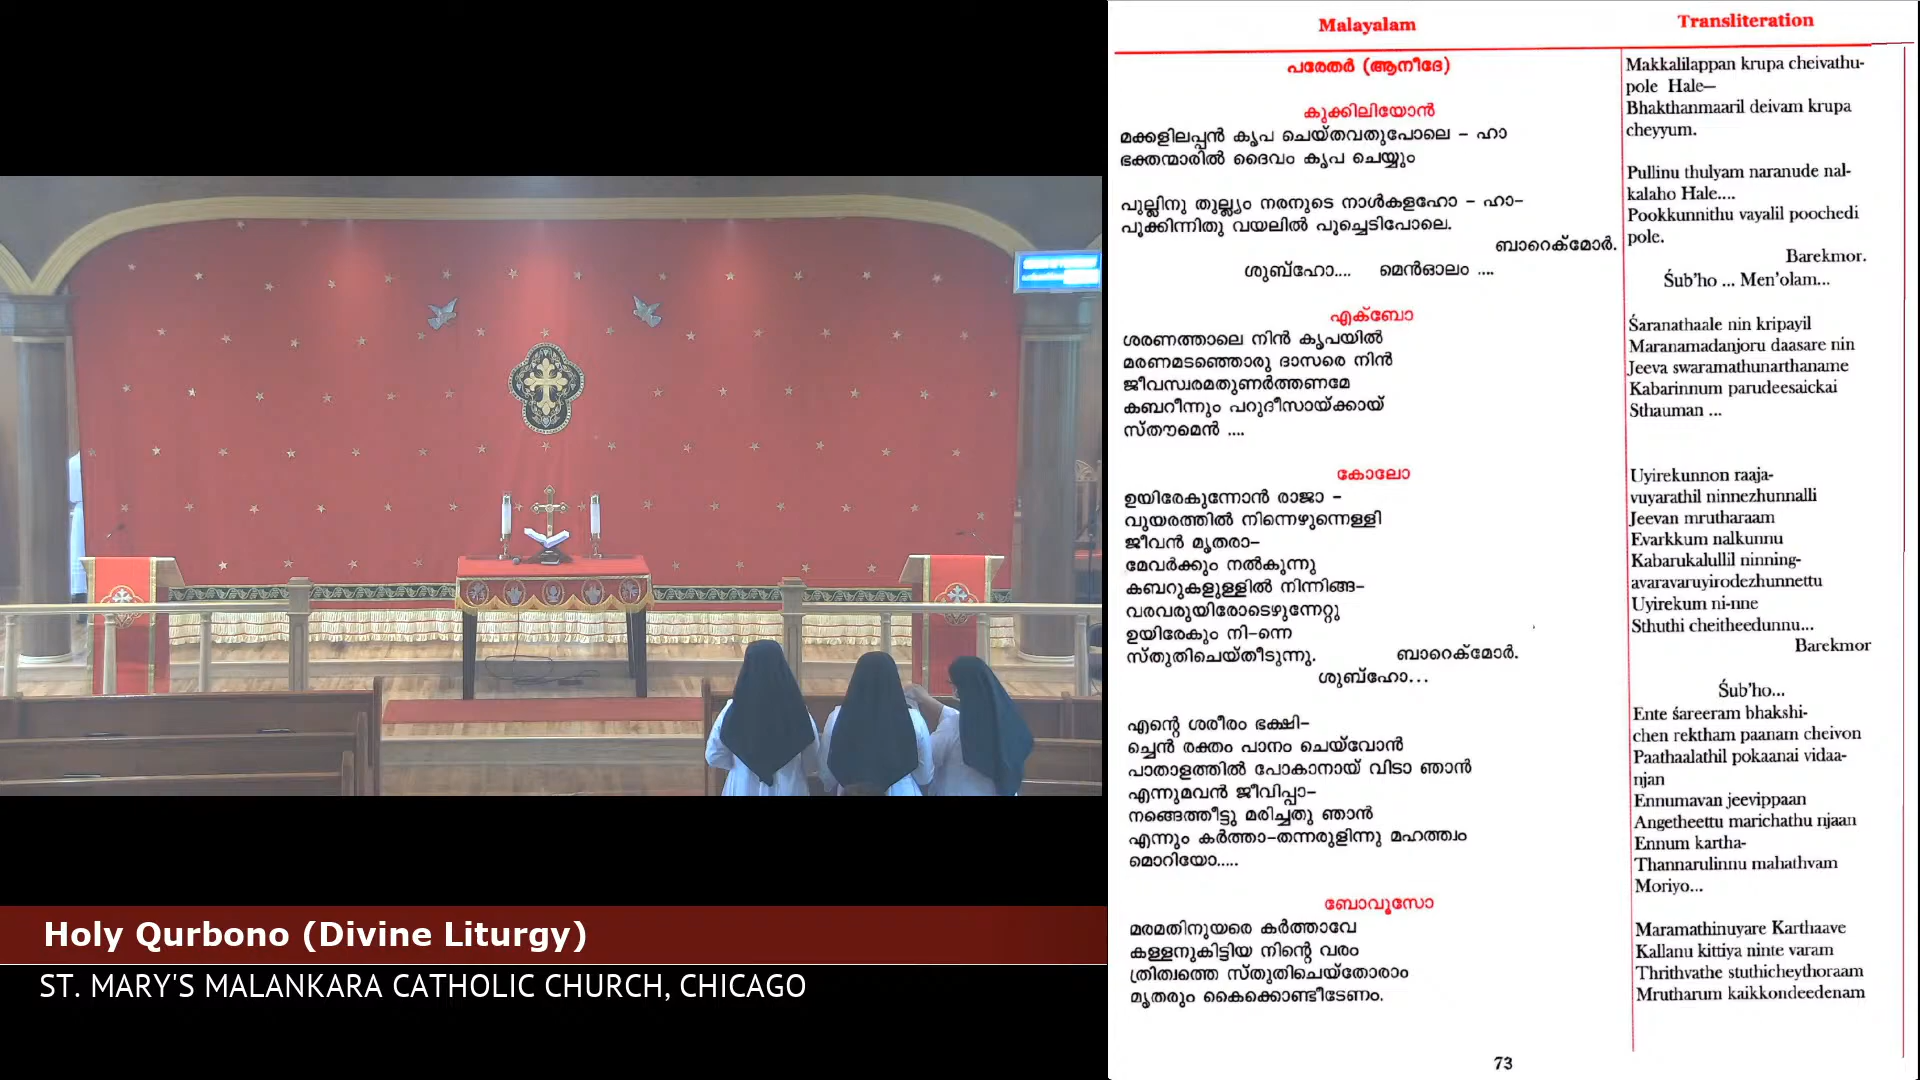 Malayalam
പരേതർ (ആനീദേ)
കുക്കിലിയോൻ
മക്കളിലപ്പൻ കൃപ ചെയ്തവതുപോലെ – ഹാ
ഭക്തന്മാരിൽ ദൈവം കൃപ ചെയ്യും
പുല്ലിനു തുല്ല്യം നരനുടെ നാൾകളഹോ – ഹാ–
പൂക്കിന്നിതു വയലിൽ പൂച്ചെടിപോലെ.
ബാറെക്മോർ.
ശുബ്ഹോ.... മെൻഓലം ....
എക്ബോ
ശരണത്താലെ നിൻ കൃപയിൽ
മരണമടഞ്ഞൊരു ദാസരെ നിൻ
ജീവസ്വരമതുണർത്തണമേ
കബറീന്നും പറുദീസായ്ക്കായ്
സ്തൗമെൻ ....
കോലോ
ഉയിരേകുന്നോൻ രാജാ –
വുയരത്തിൽ നിന്നെഴുന്നെള്ളി
ജീവൻ മൃതരാ–
മേവർക്കും നൽകുന്നു
കബറുകളുള്ളിൽ നിന്നിങ്ങ–
വരവരുയിരോടെഴുന്നേറ്റു
ഉയിരേകും നി–ന്നെ
സ്തുതിചെയ്തീടുന്നു. ബാറെക്മോർ.
ശുബ്ഹോ...
എന്റെ ശരീരം ഭക്ഷി–
ച്ചെൻ രക്തം പാനം ചെയ്‌വോൻ
പാതാളത്തിൽ പോകാനായ് വിടാ ഞാൻ
എന്നുമവൻ ജീവിപ്പാ–
നങ്ങെത്തീട്ടു മരിച്ചതു ഞാൻ
എന്നും കർത്താ–തന്നരുളിന്നു മഹത്ത്വം
മൊറിയോ.....
ബോവൂസോ
മരമതിനുയരെ കർത്താവേ
കള്ളനുകിട്ടിയ നിന്റെ വരം
ത്രിത്വത്തെ സ്തുതിചെയ്തോരാം
മൃതരും കൈക്കൊണ്ടീടേണം.
Transliteration
Makkalilappan krupa cheivathu-
pole Hale–
Bhakthanmaaril deivam krupa
cheyyum.
Pullinu thulyam naranude nal-
kalaho Hale....
Pookkunnithu vayalil poochedi
pole.
Barekmor.
Śub’ho ... Men’olam...
Śaranathaale nin kripayil
Maranamadanjoru daasare nin
Jeeva swaramathunarthaname
Kabarinnum parudeesaickai
Sthauman ...
Uyirekunnon raaja-
vuyarathil ninnezhunnalli
Jeevan mrutharaam
Evarkkum nalkunnu
Kabarukalullil ninning-
avaravaruyirodezhunnettu
Uyirekum ni-nne
Sthuthi cheitheedunnu...
Barekmor
Śub’ho...
Ente śareeram bhakshi-
chen rektham paanam cheivon
Paathaalathil pokaanai vidaa-
njan
Ennumavan jeevippaan
Angetheettu marichathu njaan
Ennum kartha-
Thannarulinnu mahathvam
Moriyo...
Maramathinuyare Karthaave
Kallanu kittiya ninte varam
Thrithvathe stuthicheythoraam
Mrutharum kaikkondeedenam
73
Holy Qurbono (Divine Liturgy)
ST. MARY'S MALANKARA CATHOLIC CHURCH, CHICAGO